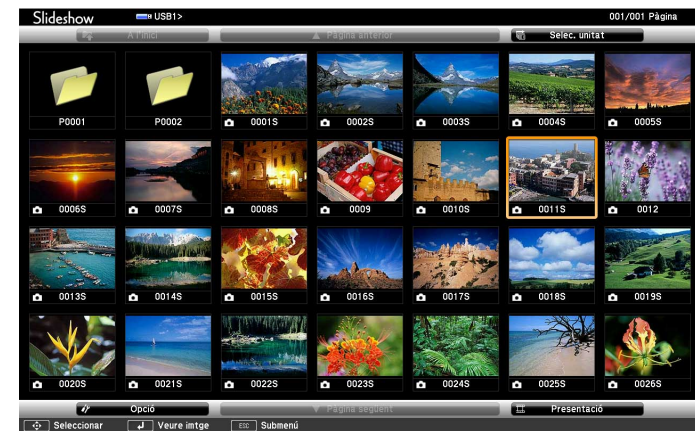 Slideshow USB1> 001/001 Pàgina
A l'inici Pàgina anterior Selec. unitat
P0001 P0002 0001S 0002S 0003S 0004S 0005S
0006S 0007S 0008S 0009 0010S 0011S 0012
0013S 0014S 0015S 0016S 0017S 0018S 0019S
0020S 0021S 0022S 0023S 0024S 0025S 0026S
Opció Pàgina següent Presentació
Seleccionar Veure imtge ESC Submenú